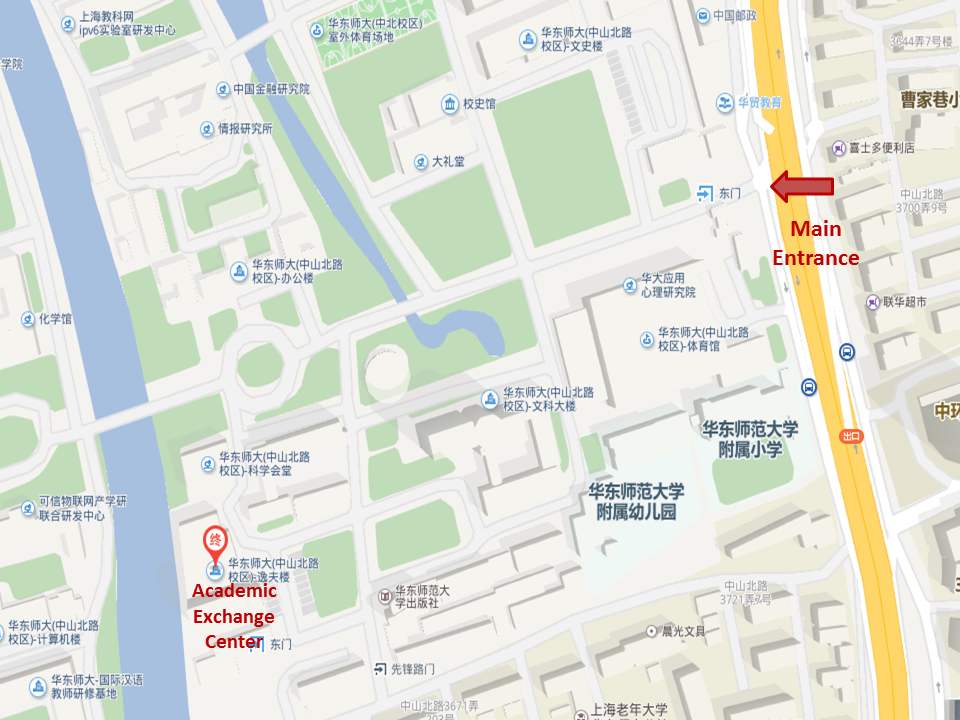 上海教科网
ipv6实验室研发中心
华东师大(中北校区)
室外体育场地
华东师大(中山北路
校区)-文史楼
中国邮政
3644弄7号楼
学院
中国金融研究院
校史馆
华贸教育
曹家巷小
情报研究所
喜士多便利店
大礼堂
东门
中山北路
3700弄9号
Main
Entrance
华东师大(中山北路
校区)-办公楼
华大应用
心理研究院
联华超市
化学馆
华东师大(中山北路
校区)-体育馆
华东师大(中山北路
校区)-文科大楼
中环
华东师范大学
附属小学
出口
华东师大(中山北路
校区)-科学会堂
华东师范大学
附属幼儿园
可信物联网产学研
联合研发中心
终
华东师大(中山北路
校区)-逸夫楼
Academic
Exchange
Center
华东师范大
学出版社
中山北路
3721弄7号
华东师大(中山北路
校区)-计算机楼
东门
晨光文具
先锋路门
华东师大-国际汉语
教师研修基地
中山北路3671弄
203号
上海老年大学